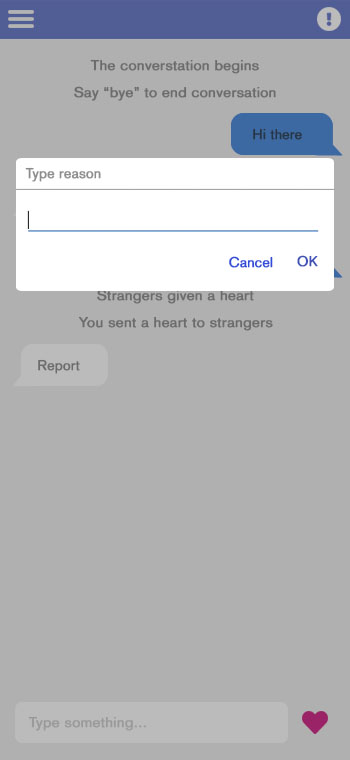 The converstation begins
Say “bye” to end conversation
Hi there
Type reason
Cancel
OK
Strangers given a heart
You sent a heart to strangers
Report
Type something...